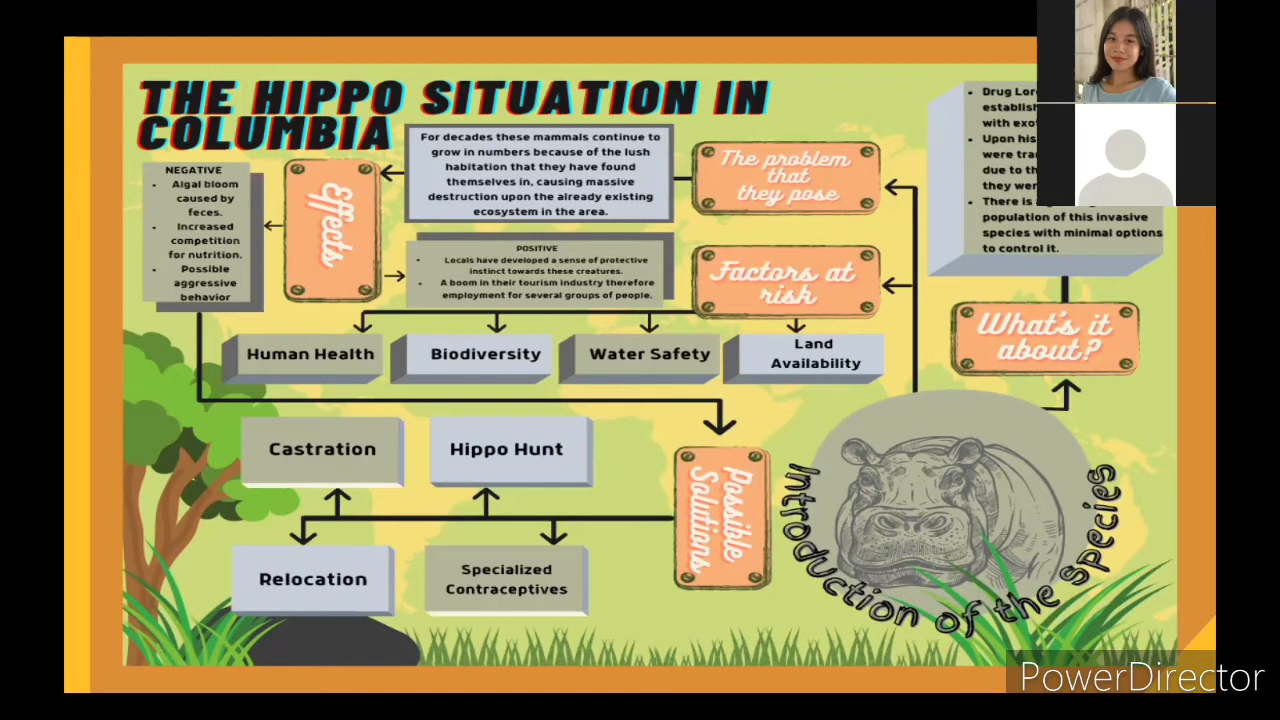 THE HIPPO SITUATION IN
COLUMBIA
For decades these mammals continue to
grow in numbers because of the lush
habitation that they have found
themselves in, causing massive
destruction upon the already existing
ecosystem in the area.
The problem
that
they pose
Drug
establish
with
Upon his
were
due to
they
There is
population of this invasive
species with minimal options
to control it.
NEGATIVE
• Algal bloom
caused by
feces.
• Increased
competition
for nutrition.
• Possible
aggressive
behavior
Effects
POSITIVE
• Locals have developed a sense of protective
instinct towards these creatures.
• A boom in their tourism industry therefore
employment for several groups of people.
Factors at
risk
What's it
about?
Human Health
Biodiversity
Water Safety
Land
Availability
Castration
Hippo Hunt
Possible
Solutions
Relocation
Specialized
Contraceptives
Introduction of the Species
PowerDirector